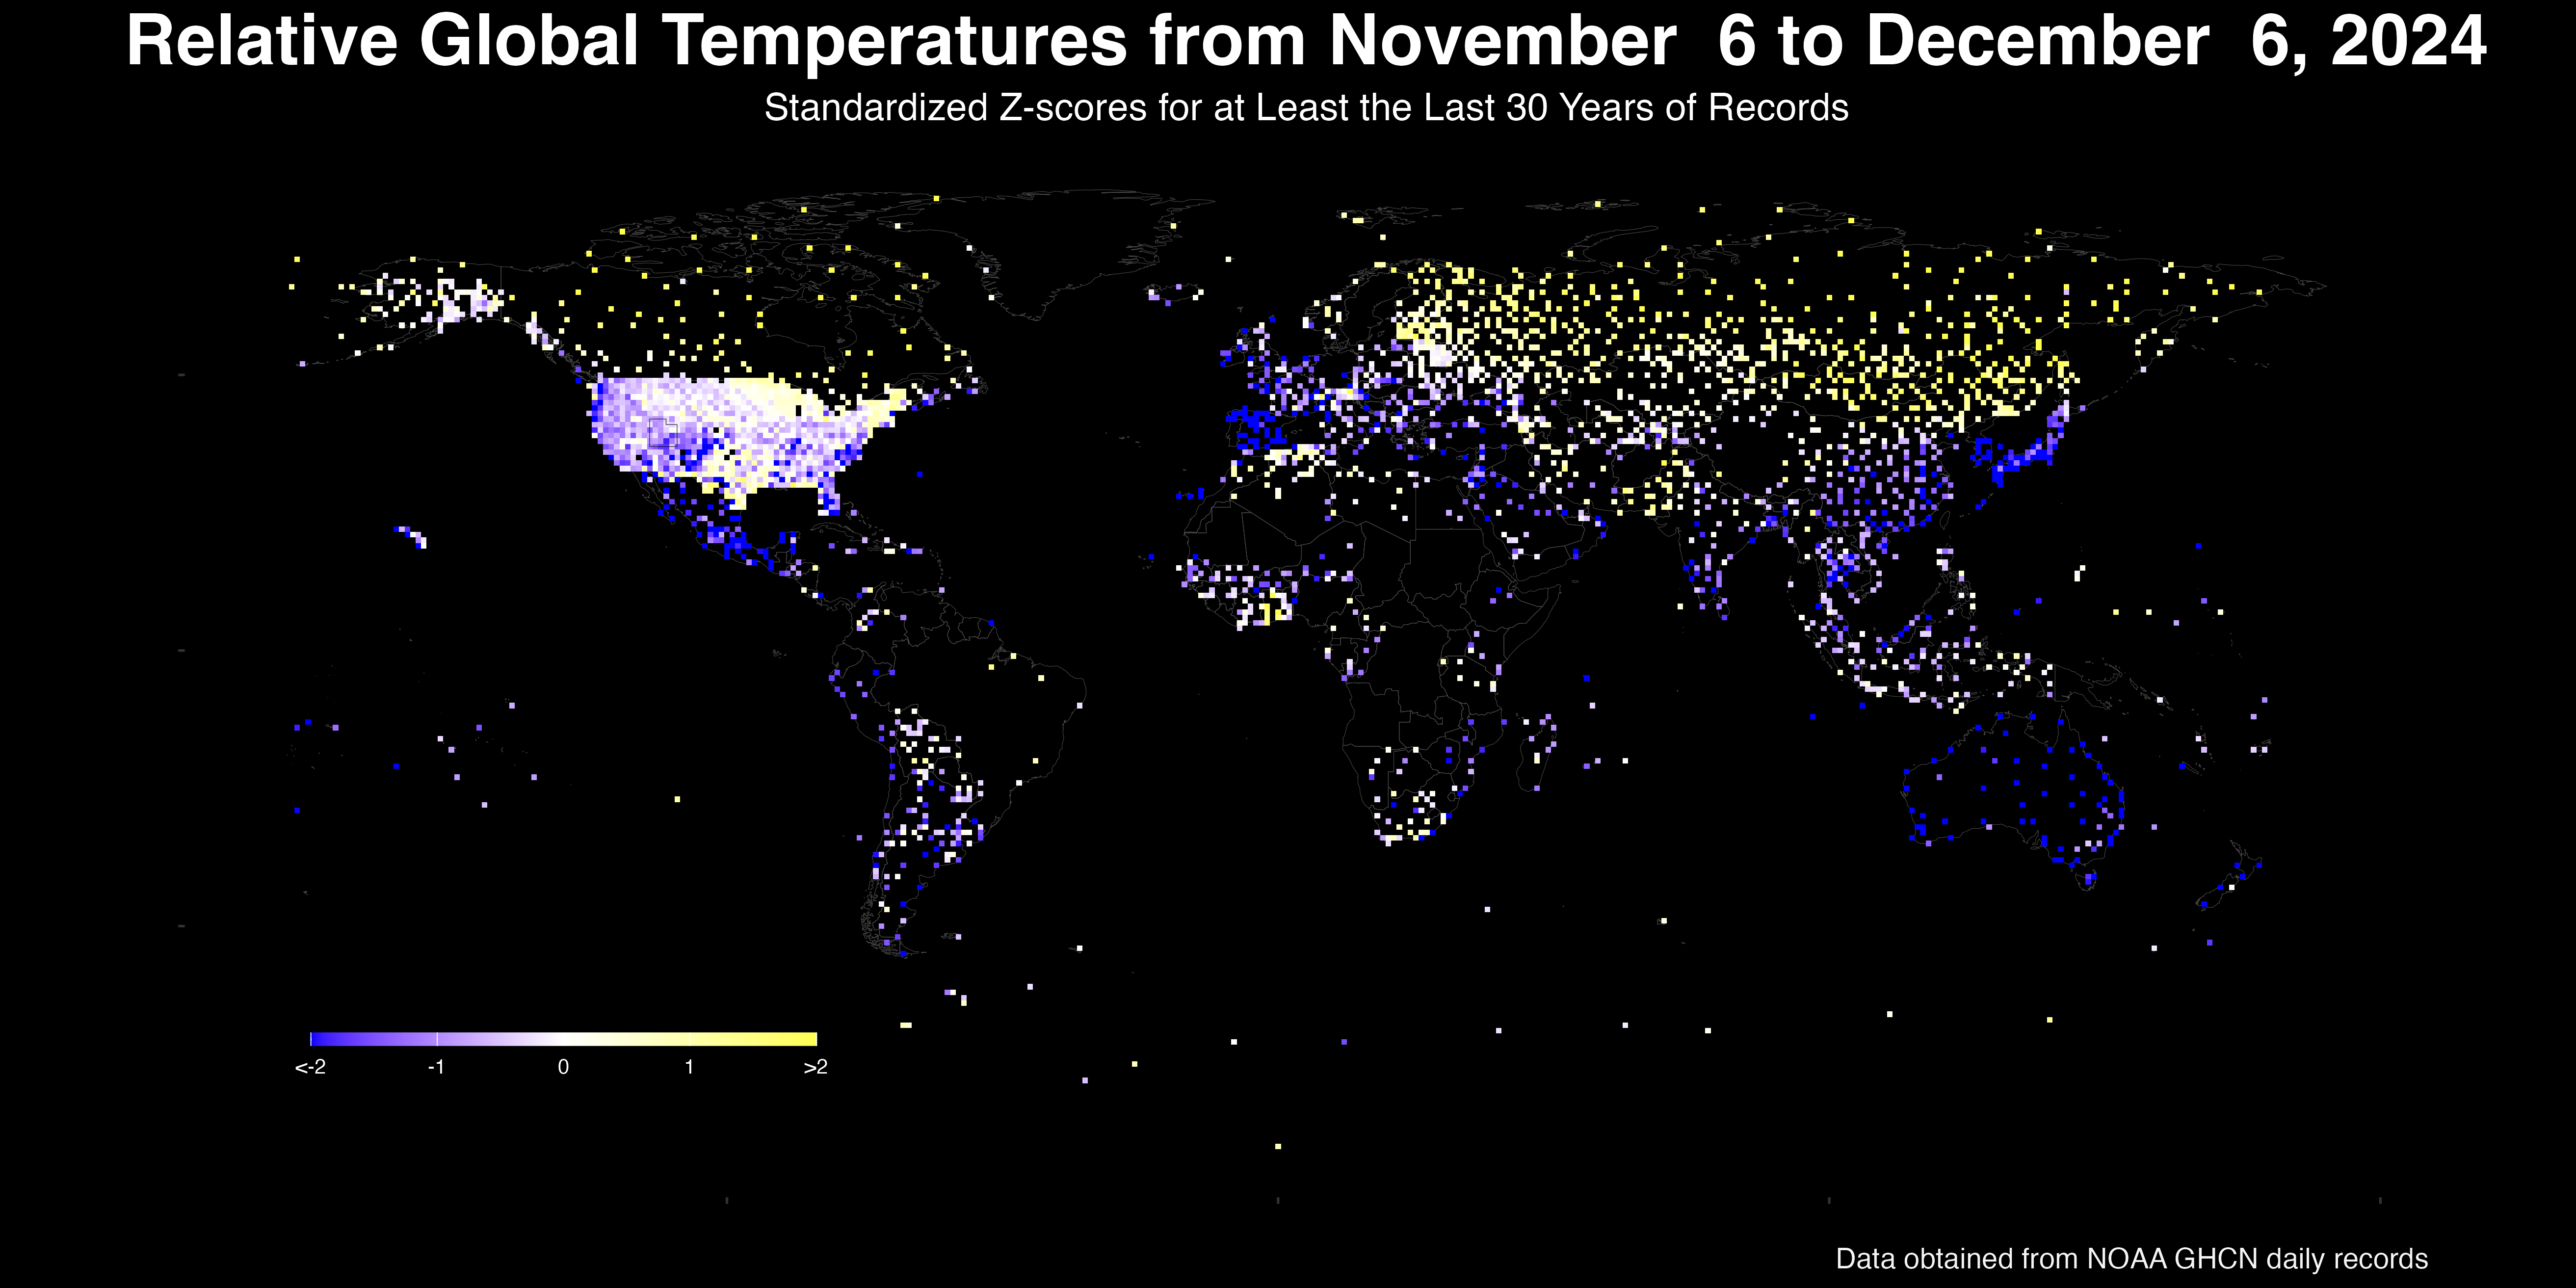 Relative Global Temperatures from November  6 to December  6, 2024
Standardized Z-scores for at Least the Last 30 Years of Records
<-2 -1 0 1 >2
Data obtained from NOAA GHCN daily records